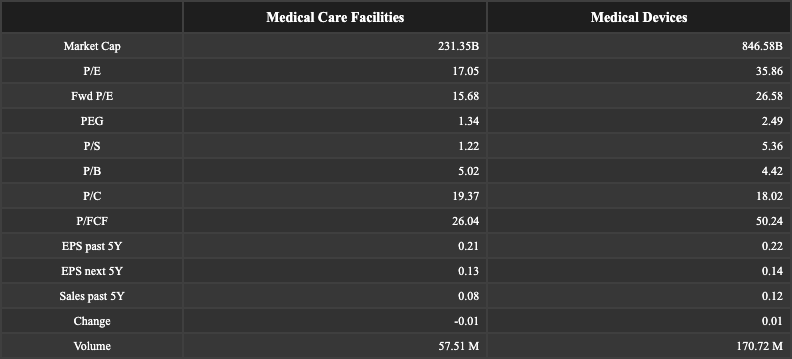 Medical Care Facilities Medical Devices
Market Cap 231.35B 846.58B
P/E 17.05 35.86
Fwd P/E 15.68 26.58
PEG 1.34 2.49
P/S 1.22 5.36
P/B 5.02 4.42
P/C 19.37 18.02
P/FCF 26.04 50.24
EPS past 5Y 0.21 0.22
EPS next 5Y 0.13 0.14
Sales past 5Y 0.08 0.12
Change -0.01 0.01
Volume 57.51 M 170.72 M